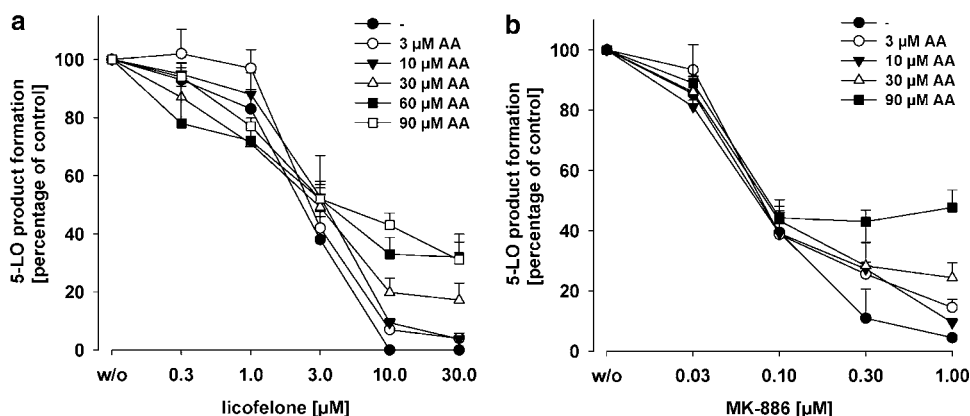 a
5-LO product formation
[percentage of control]
100
80
60
40
20
0
-
3 µM AA
10 µM AA
30 µM AA
60 µM AA
90 µM AA
w/o 0.3 1.0 3.0 10.0 30.0
licofelone [µM]
b
5-LO product formation
[percentage of control]
100
80
60
40
20
0
-
3 µM AA
10 µM AA
30 µM AA
90 µM AA
w/o 0.03 0.10 0.30 1.00
MK-886 [µM]